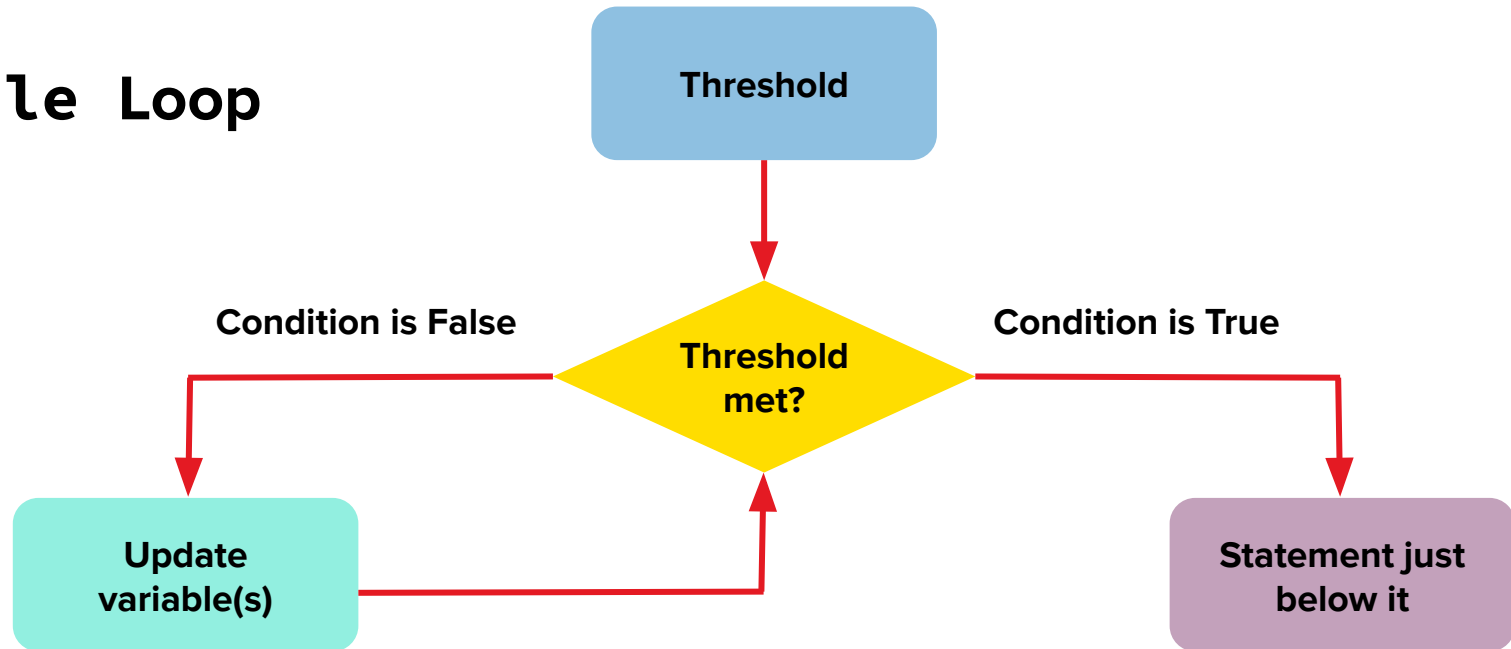 le Loop
Threshold
Condition is False
Condition is True
Threshold
met?
Update
variable(s)
Statement just
below it